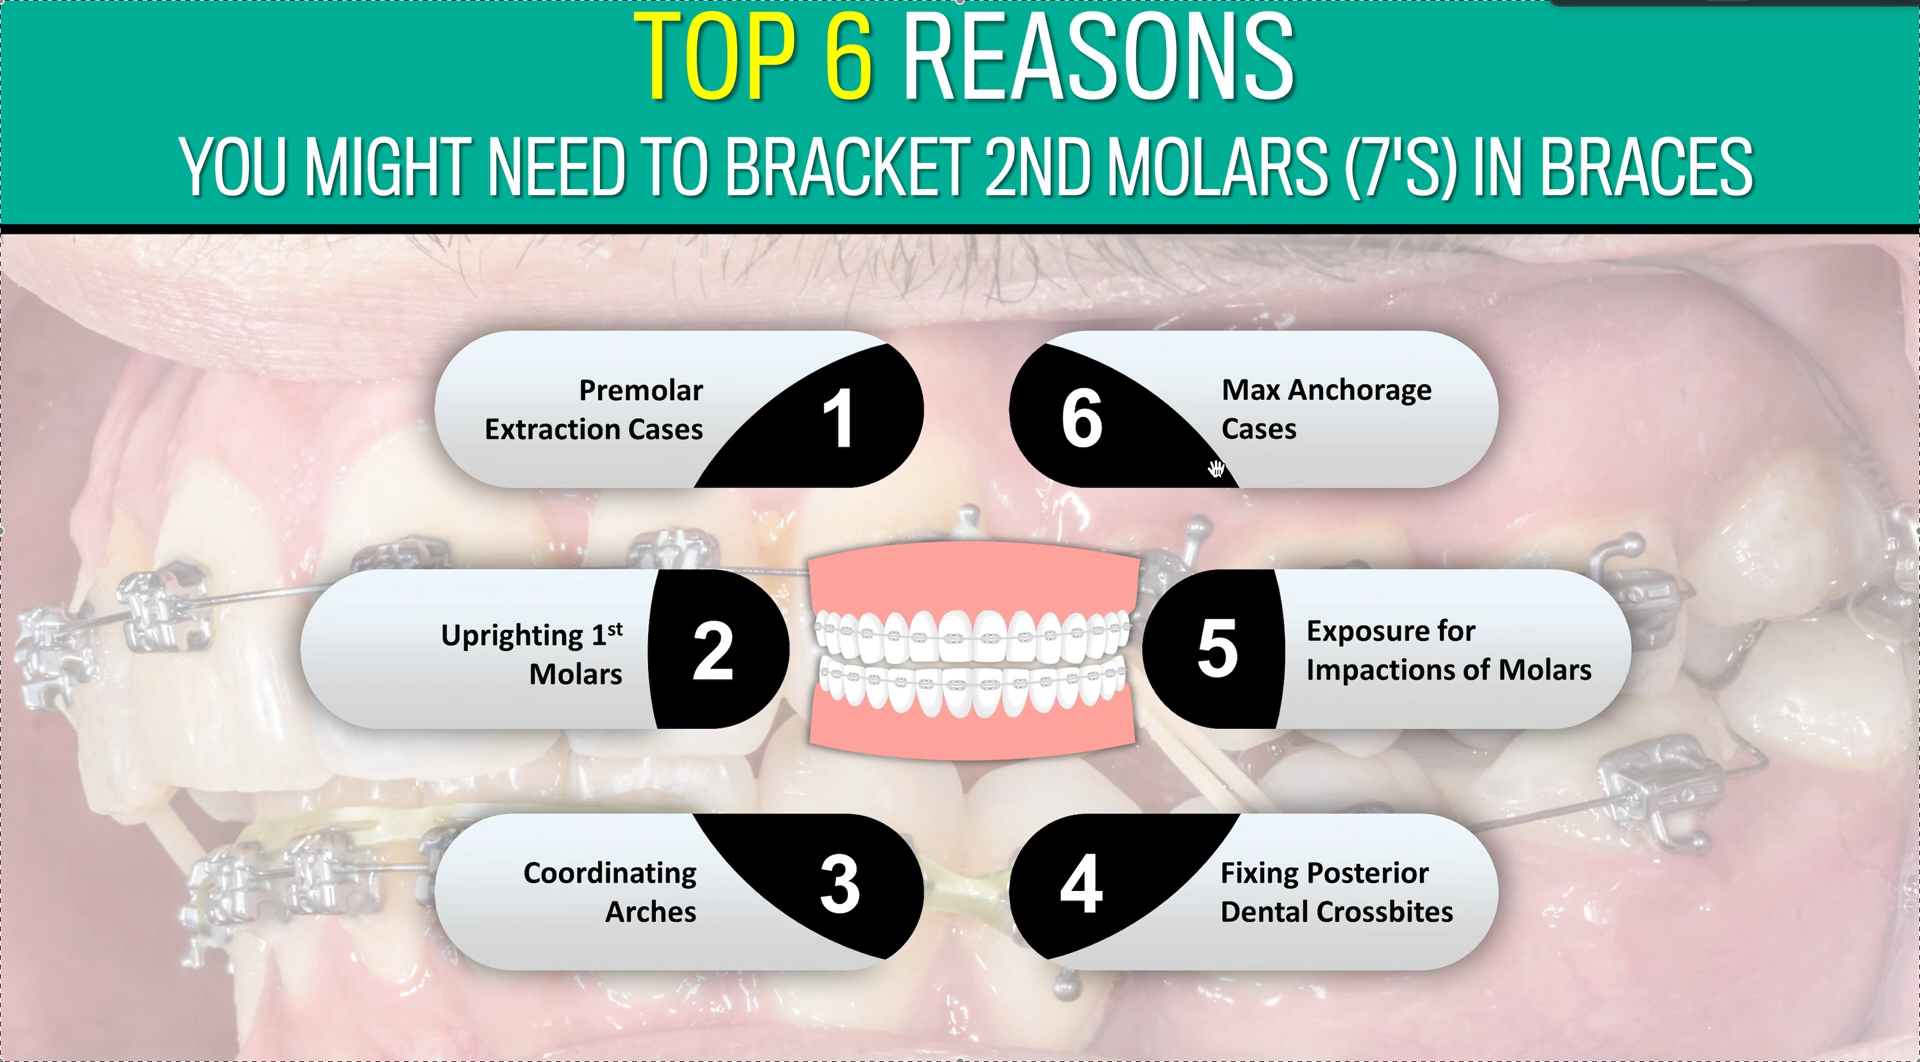 TOP 6 REASONS
YOU MIGHT NEED TO BRACKET 2ND MOLARS (7'S) IN BRACES
Premolar
Extraction Cases
1
2
Uprighting 1st
Molars
3
Coordinating
Arches
4
Fixing Posterior
Dental Crossbites
5
Exposure for
Impactions of Molars
6
Max Anchorage
Cases